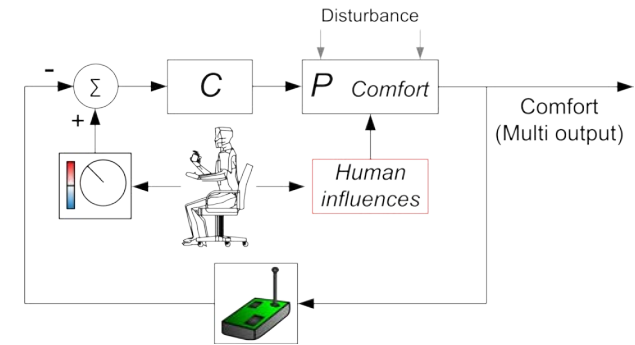 Disturbance
-
Σ
C
P Comfort
+
Comfort
(Multi output)
Human
influences